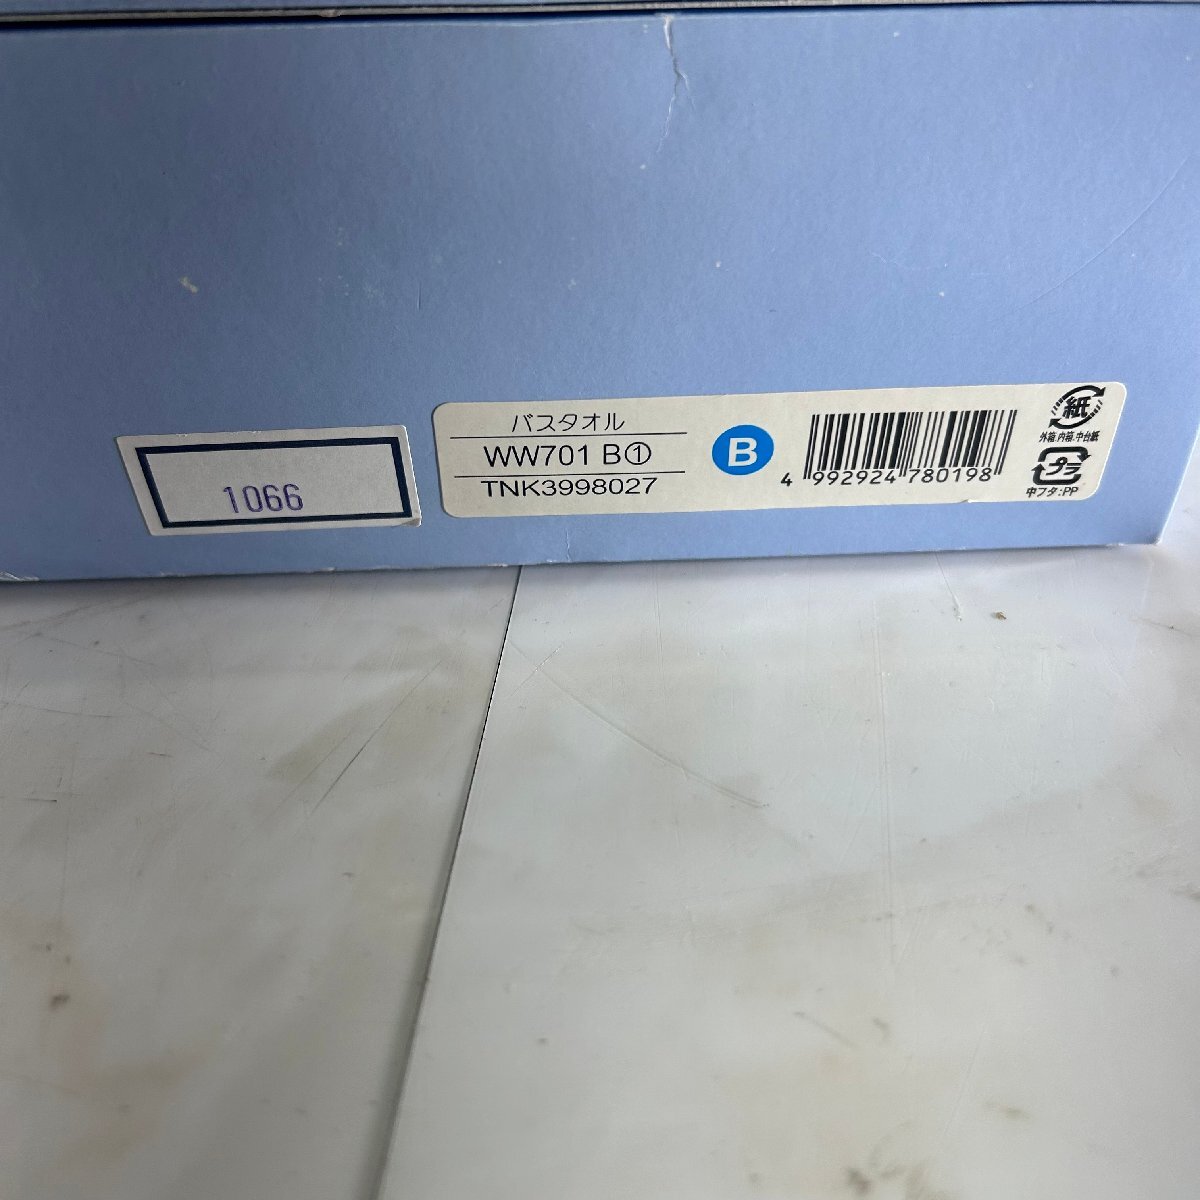 1066
バスタオル
WW701 B①
TNK3998027
B
4 992924 780198
紙
外箱.内箱.中台紙
プラ
中フタ:PP